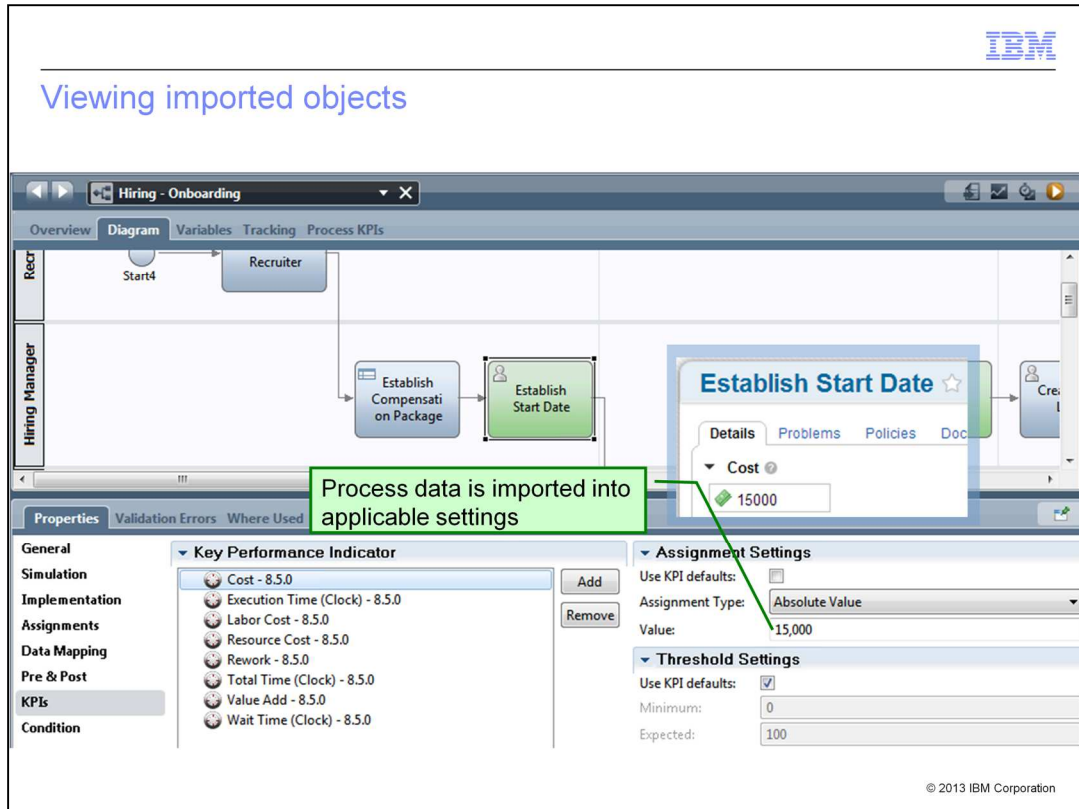 IBM
Viewing imported objects
Hiring - Onboarding
Overview Diagram Variables Tracking Process KPIs
Recr
Start4
Recruiter
Hiring Manager
Establish
Compensati
on Package
Establish
Start Date
Establish Start Date
Details Problems Policies Doc
Cost
15000
Cre
L
Process data is imported into
applicable settings
Properties Validation Errors Where Used
General
Simulation
Implementation
Assignments
Data Mapping
Pre & Post
KPIs
Condition
Key Performance Indicator
Cost - 8.5.0
Execution Time (Clock) - 8.5.0
Labor Cost - 8.5.0
Resource Cost - 8.5.0
Rework - 8.5.0
Total Time (Clock) - 8.5.0
Value Add - 8.5.0
Wait Time (Clock) - 8.5.0
Add
Remove
Assignment Settings
Use KPI defaults:
Assignment Type: Absolute Value
Value: 15,000
Threshold Settings
Use KPI defaults:
Minimum: 0
Expected: 100
© 2013 IBM Corporation